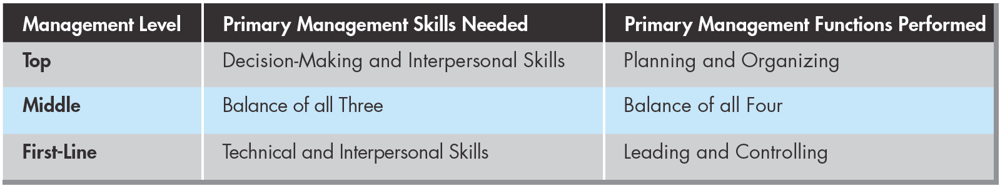 Management Level Primary Management Skills Needed Primary Management Functions Performed
Top Decision-Making and Interpersonal Skills Planning and Organizing
Middle Balance of all Three Balance of all Four
First-Line Technical and Interpersonal Skills Leading and Controlling